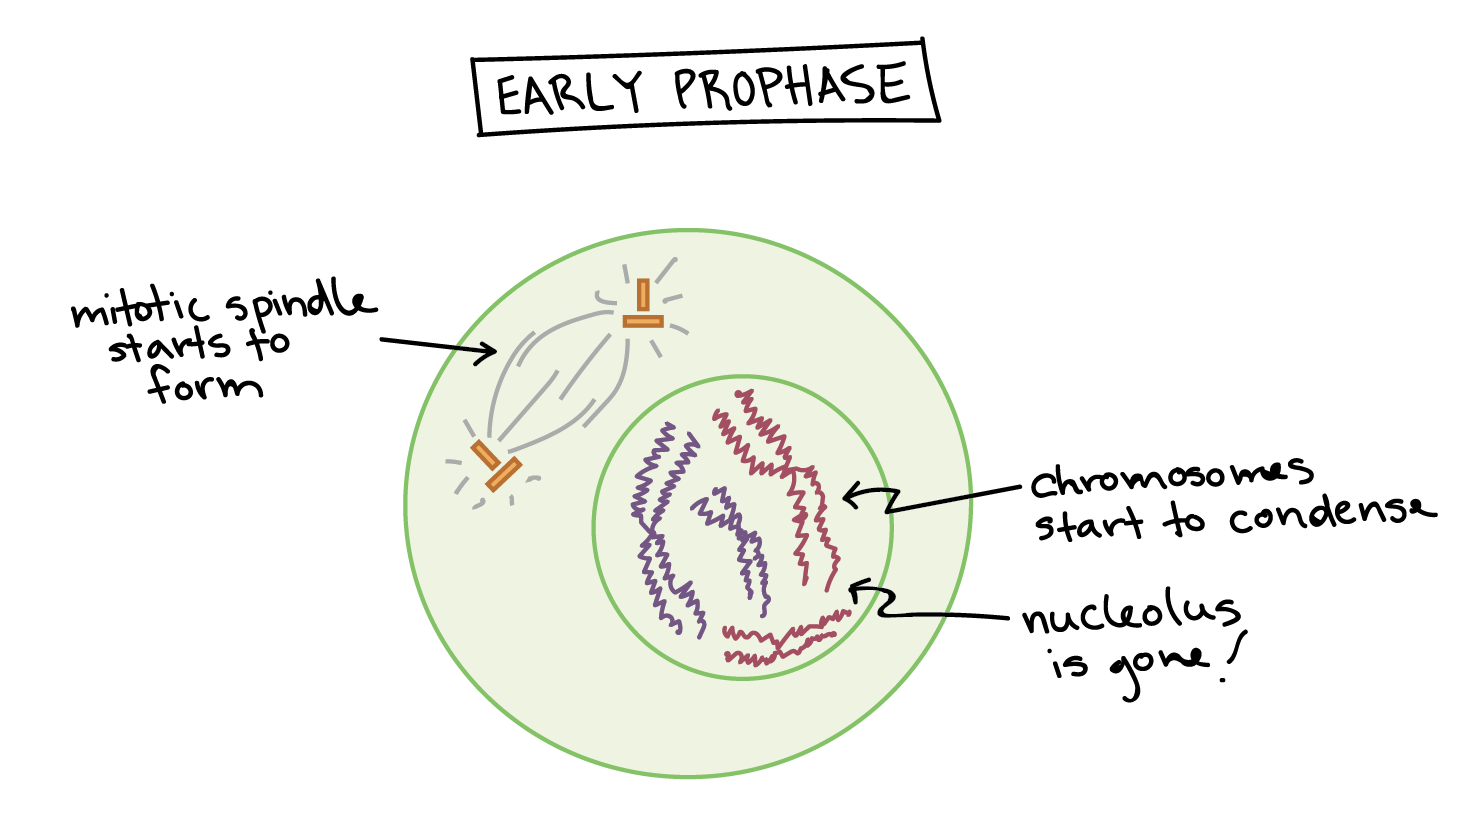 EARLY PROPHASE
mitotic spindle
starts to
form
chromosomes
start to condense
nucleolus
is gone!